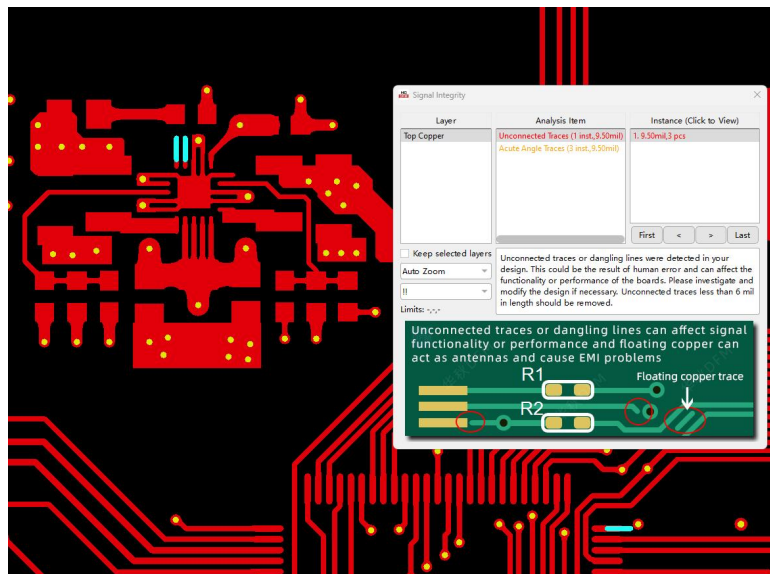 Signal Integrity
Layer
Analysis Item
Instance (Click to View)
Top Copper
Unconnected Traces (1 inst.,9.50mil)
1. 9.50mil,3 pcs
Acute Angle Traces (3 inst.,9.50mil)
First
<
>
Last
Keep selected layers
Auto Zoom
!!
Limits: -,-,-
Unconnected traces or dangling lines were detected in your
design. This could be the result of human error and can affect the
functionality or performance of the boards. Please investigate and
modify the design if necessary. Unconnected traces less than 6 mil
in length should be removed.
Unconnected traces or dangling lines can affect signal
functionality or performance and floating copper can
act as antennas and cause EMI problems
R1
Floating copper trace
R2